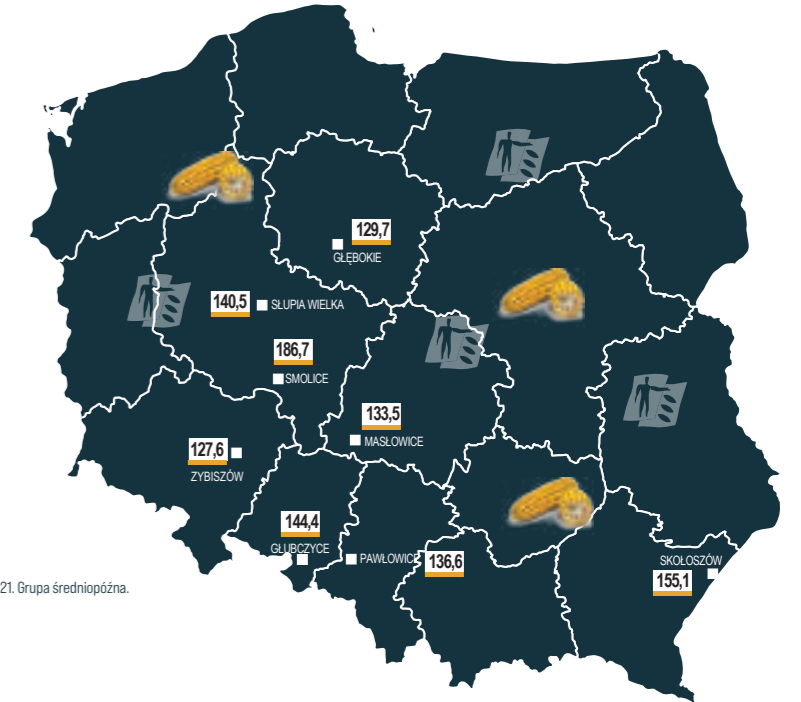 129,7
GŁĘBOKIE
140,5
SŁUPIA WIELKA
186,7
SMOLICE
133,5
MASŁOWICE
127,6
ZYBISZÓW
144,4
GŁUBCZYCE
PAWŁOWICE
136,6
SKOŁOSZÓW
155,1
21. Grupa średniopóźna.